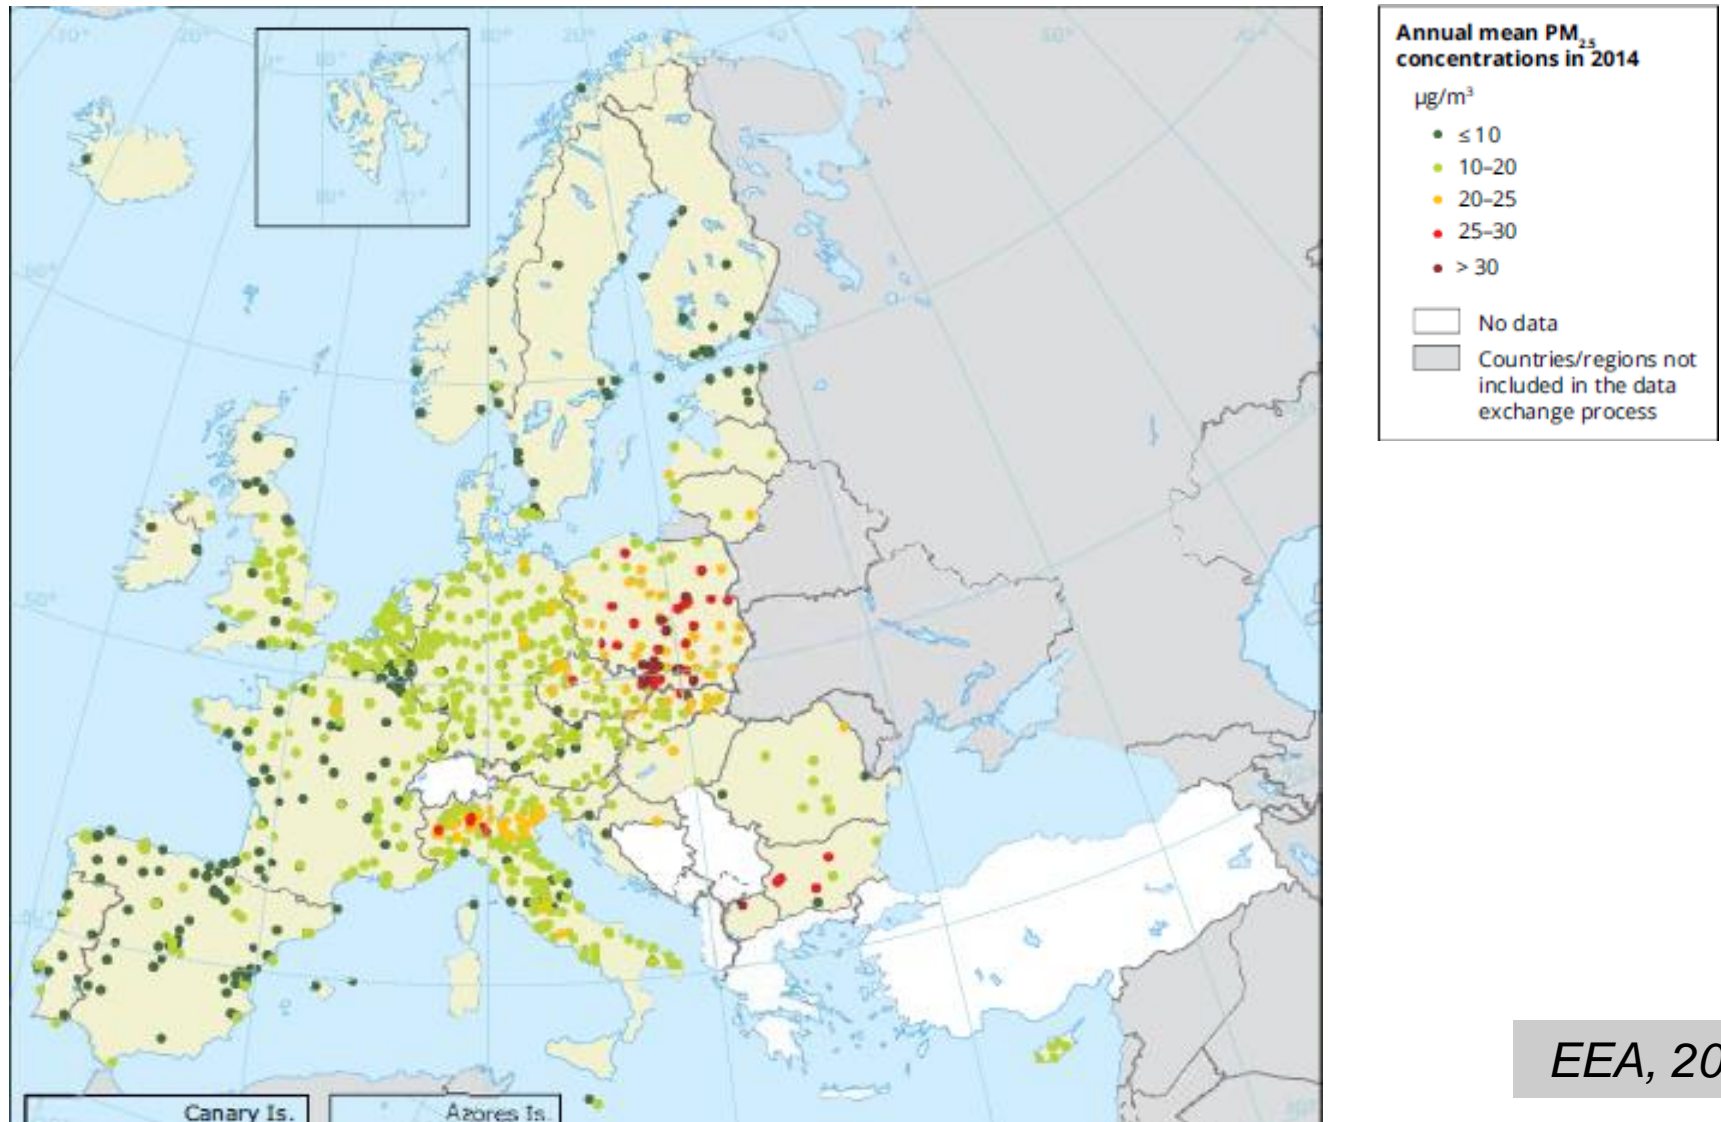 Annual mean PM2.5
concentrations in 2014
µg/m³
≤ 10
10–20
20–25
25–30
> 30
No data
Countries/regions not
included in the data
exchange process
Canary Is.
Azores Is.
EEA, 20